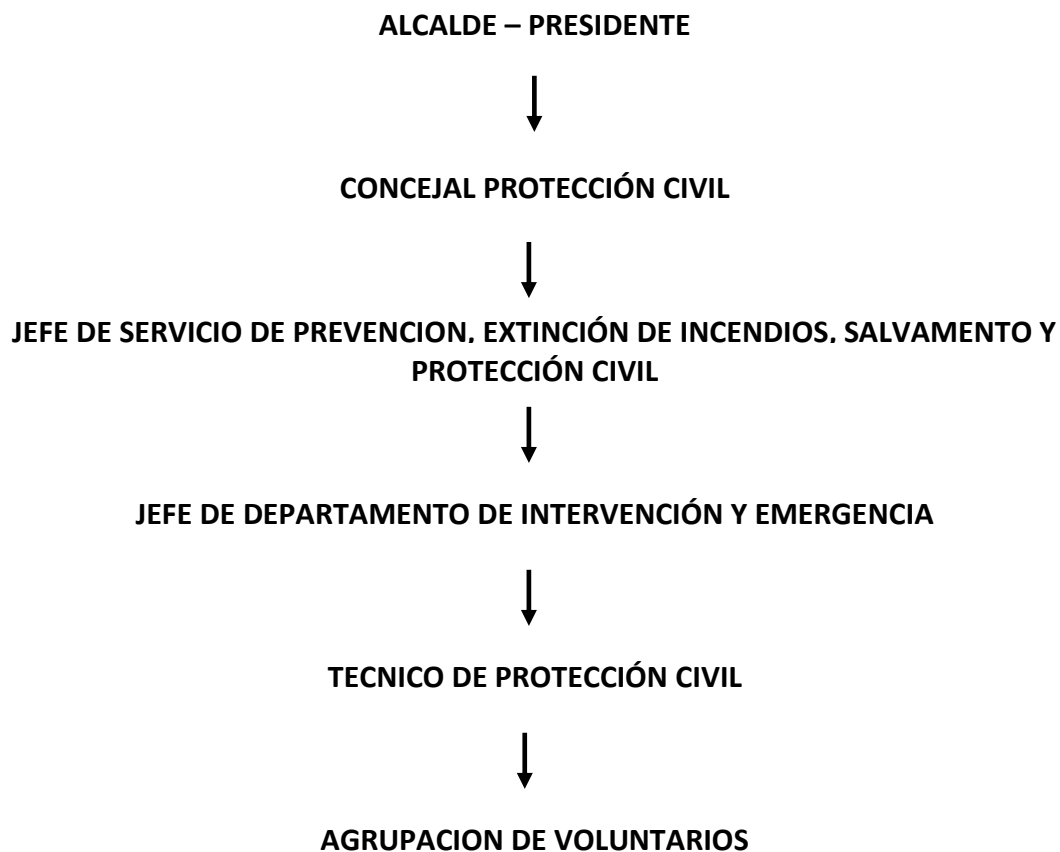 ALCALDE – PRESIDENTE
CONCEJAL PROTECCIÓN CIVIL
JEFE DE SERVICIO DE PREVENCION, EXTINCIÓN DE INCENDIOS, SALVAMENTO Y
PROTECCIÓN CIVIL
JEFE DE DEPARTAMENTO DE INTERVENCIÓN Y EMERGENCIA
TECNICO DE PROTECCIÓN CIVIL
AGRUPACION DE VOLUNTARIOS